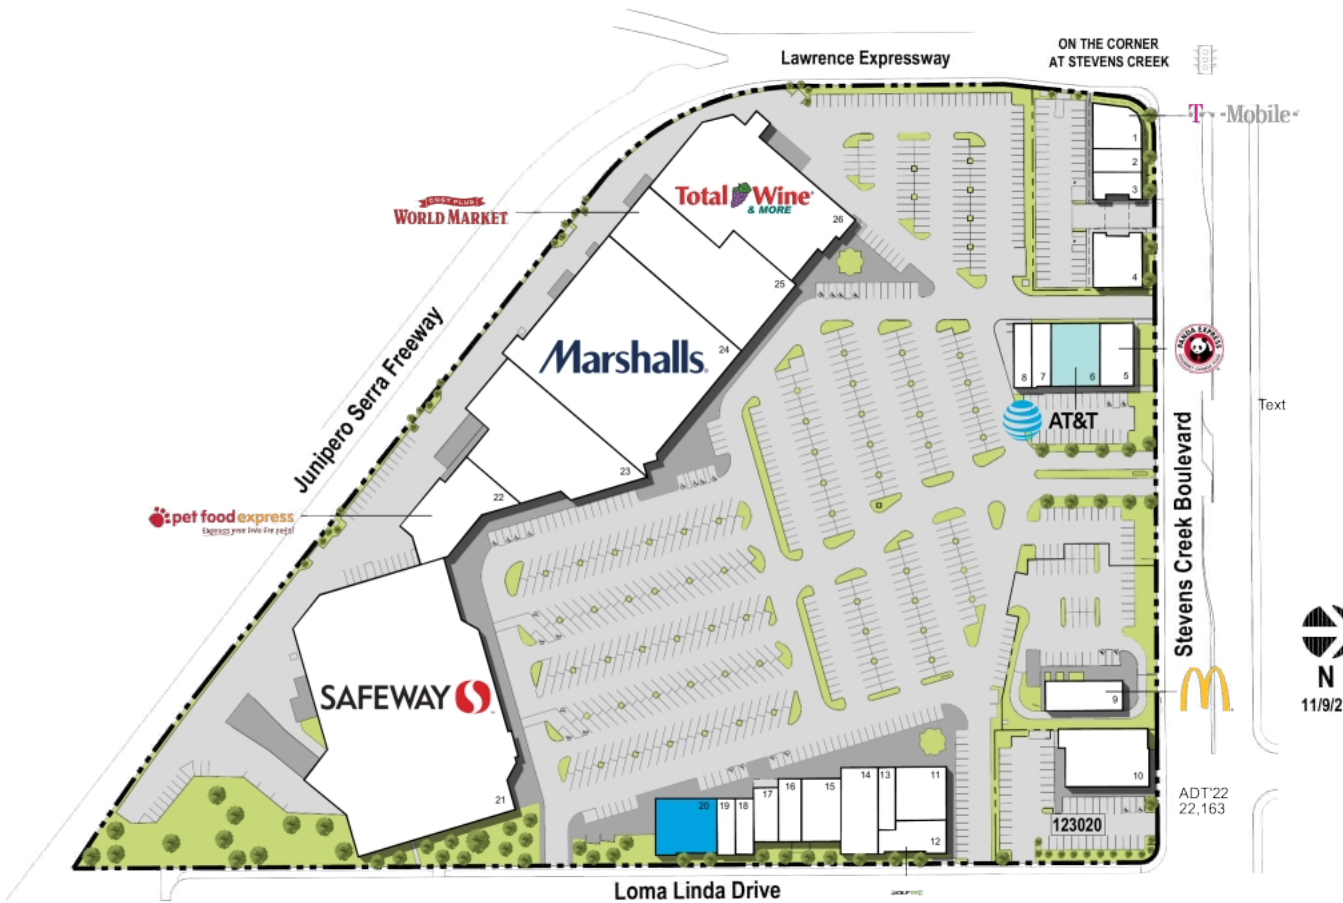 Lawrence Expressway
ON THE CORNER
AT STEVENS CREEK
T-Mobile
1
2
3
4
COST PLUS
WORLD MARKET
Total Wine
& MORE
26
25
24
Marshalls
23
22
Junipero Serra Freeway
pet food express
SAFEWAY
21
8
7
6
5
PANDA EXPRESS
AT&T
Text
Stevens Creek Boulevard
9
N
11/9/2
10
ADT'22
22,163
123020
20
19
18
17
16
15
14
13
11
12
Loma Linda Drive